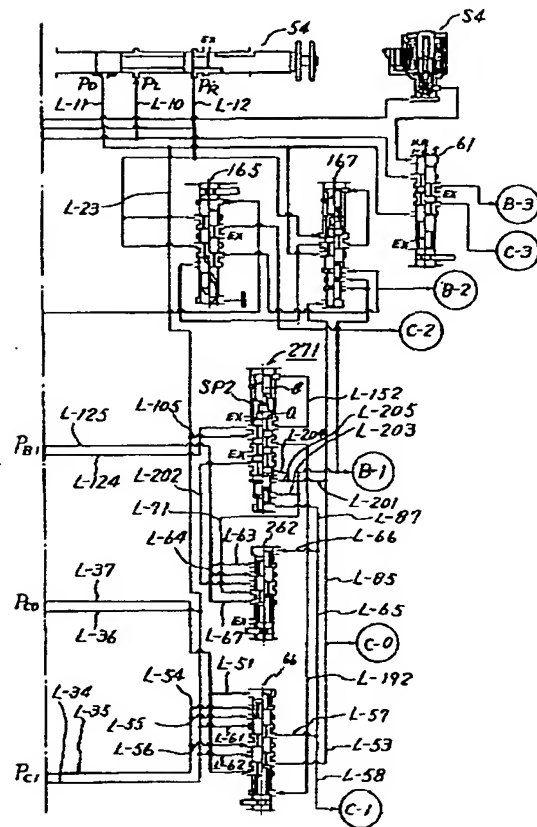 EX
54
S4
PD
PL
PR
L-11
L-10
L-12
61
165
167
L-23
EX
EX
EX
B-3
C-3
B-2
C-2
271
SP2
B
a
L-152
L-125
L-105
EX
L-205
L-203
PB1
EX
B-1
L-124
L-201
L-202
L-87
L-71
262
L-66
L-64
L-63
L-85
L-37
L-65
PC0
L-36
EX
L-67
C-0
L-51
66
L-192
L-54
L-34
L-35
L-55
L-57
L-56
L-61
L-53
PC1
L-62
L-58
C-1